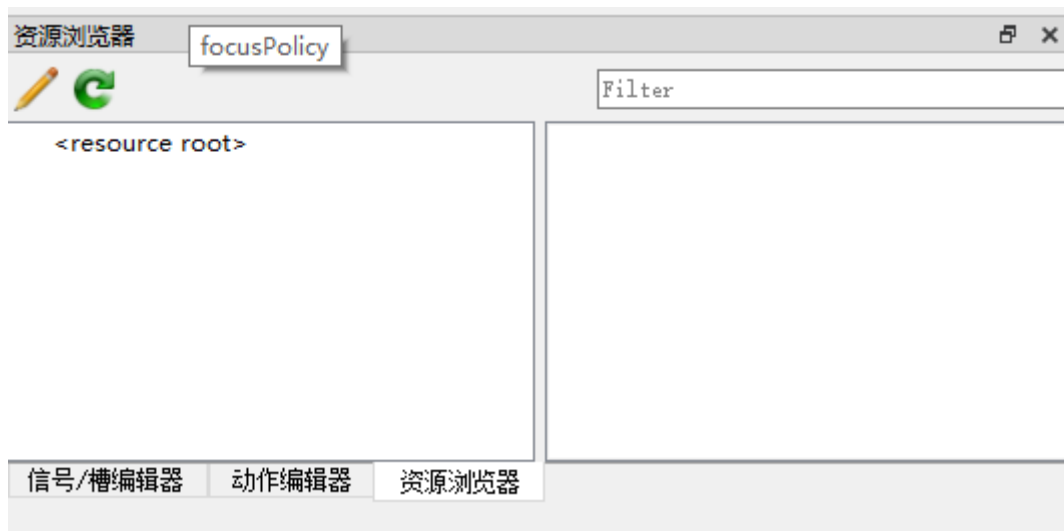 资源浏览器
focusPolicy
Filter
<resource root>
信号/槽编辑器 动作编辑器 资源浏览器